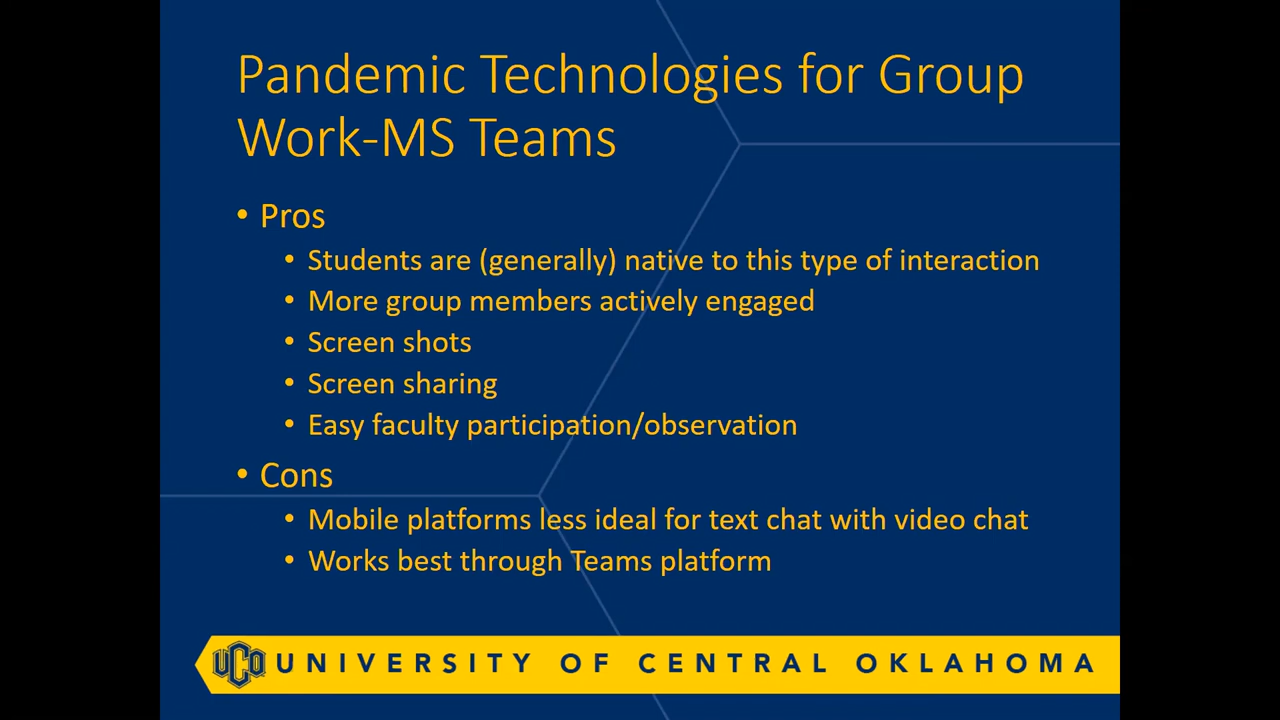 Pandemic Technologies for Group
Work-MS Teams
• Pros
• Students are (generally) native to this type of interaction
• More group members actively engaged
• Screen shots
• Screen sharing
• Easy faculty participation/observation
• Cons
• Mobile platforms less ideal for text chat with video chat
• Works best through Teams platform
UCO UNIVERSITY OF CENTRAL OKLAHOMA